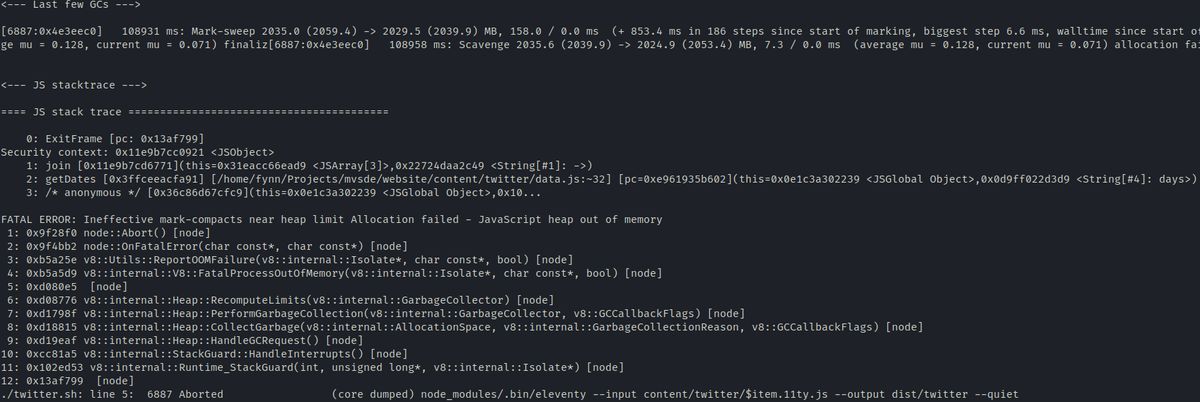 <--- Last few GCs --->
[6887:0x4e3eec0]   108931 ms: Mark-sweep 2035.0 (2059.4) -> 2029.5 (2039.9) MB, 158.0 / 0.0 ms  (+ 853.4 ms in 186 steps since start of marking, biggest step 6.6 ms, walltime since start of
ge mu = 0.128, current mu = 0.071) finaliz[6887:0x4e3eec0]   108958 ms: Scavenge 2035.6 (2039.9) -> 2024.9 (2053.4) MB, 7.3 / 0.0 ms  (average mu = 0.128, current mu = 0.071) allocation fai
<--- JS stacktrace --->
==== JS stack trace =========================================
    0: ExitFrame [pc: 0x13af799]
Security context: 0x11e9b7cc0921 <JSObject>
    1: join [0x11e9b7cd6771](this=0x31eacc66ead9 <JSArray[3]>,0x22724daa2c49 <String[#1]: ->)
    2: getDates [0x3ffceeacfa91] [/home/fynn/Projects/mvsde/website/content/twitter/data.js:~32] [pc=0xe961935b602](this=0x0e1c3a302239 <JSGlobal Object>,0x0d9ff022d3d9 <String[#4]: days>)
    3: /* anonymous */ [0x36c86d67cfc9](this=0x0e1c3a302239 <JSGlobal Object>,0x10...
FATAL ERROR: Ineffective mark-compacts near heap limit Allocation failed - JavaScript heap out of memory
 1: 0x9f28f0 node::Abort() [node]
 2: 0x9f4bb2 node::OnFatalError(char const*, char const*) [node]
 3: 0xb5a25e v8::Utils::ReportOOMFailure(v8::internal::Isolate*, char const*, bool) [node]
 4: 0xb5a5d9 v8::internal::V8::FatalProcessOutOfMemory(v8::internal::Isolate*, char const*, bool) [node]
 5: 0xd080e5  [node]
 6: 0xd08776 v8::internal::Heap::RecomputeLimits(v8::internal::GarbageCollector) [node]
 7: 0xd1798f v8::internal::Heap::PerformGarbageCollection(v8::internal::GarbageCollector, v8::GCCallbackFlags) [node]
 8: 0xd18815 v8::internal::Heap::CollectGarbage(v8::internal::AllocationSpace, v8::internal::GarbageCollectionReason, v8::GCCallbackFlags) [node]
 9: 0xd19eaf v8::internal::Heap::HandleGCRequest() [node]
10: 0xcc81a5 v8::internal::StackGuard::HandleInterrupts() [node]
11: 0x102ed53 v8::internal::Runtime_StackGuard(int, unsigned long*, v8::internal::Isolate*) [node]
12: 0x13af799  [node]
./twitter.sh: line 5:  6887 Aborted                 (core dumped) node_modules/.bin/eleventy --input content/twitter/$item.11ty.js --output dist/twitter --quiet